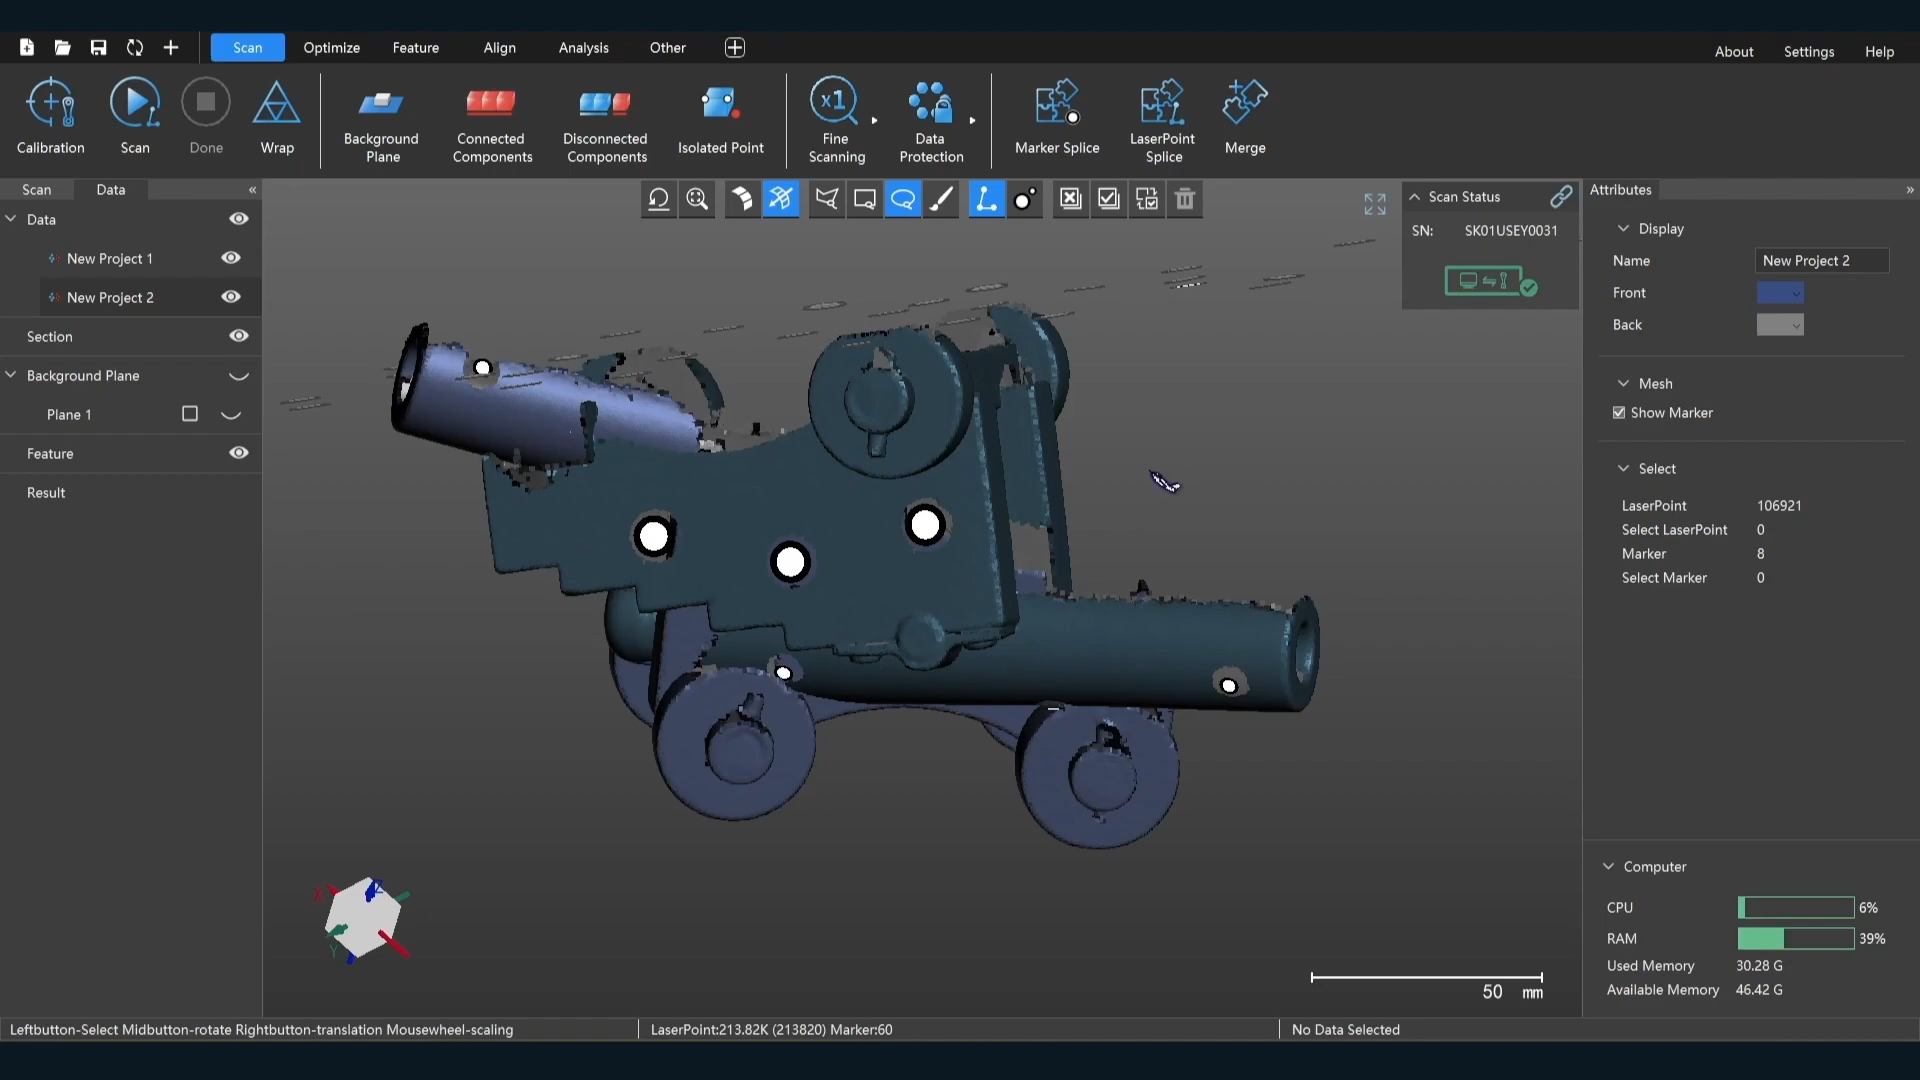 Scan
Optimize
Feature
Align
Analysis
Other
About
Settings
Help
Calibration
Scan
Done
Wrap
Background
Plane
Connected
Components
Disconnected
Components
Isolated Point
x1
Fine
Scanning
Data
Protection
Marker Splice
LaserPoint
Splice
Merge
Scan
Data
Data
New Project 1
New Project 2
Section
Background Plane
Plane 1
Feature
Result
Scan Status
SN: SK01USEY0031
Attributes
Display
Name New Project 2
Front
Back
Mesh
Show Marker
Select
LaserPoint 106921
Select LaserPoint 0
Marker 8
Select Marker 0
X
Z
Y
50 mm
Computer
CPU 6%
RAM 39%
Used Memory 30.28 G
Available Memory 46.42 G
Leftbutton-Select Midbutton-rotate Rightbutton-translation Mousewheel-scaling
LaserPoint:213.82K (213820) Marker:60
No Data Selected